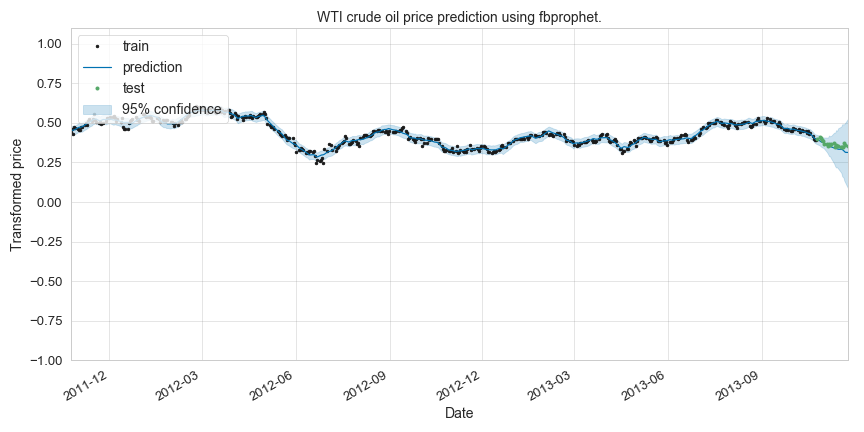 WTI crude oil price prediction using fbprophet.
train
prediction
test
95% confidence
Transformed price
1.00
0.75
0.50
0.25
0.00
−0.25
−0.50
−0.75
−1.00
2011-12
2012-03
2012-06
2012-09
2012-12
2013-03
2013-06
2013-09
Date